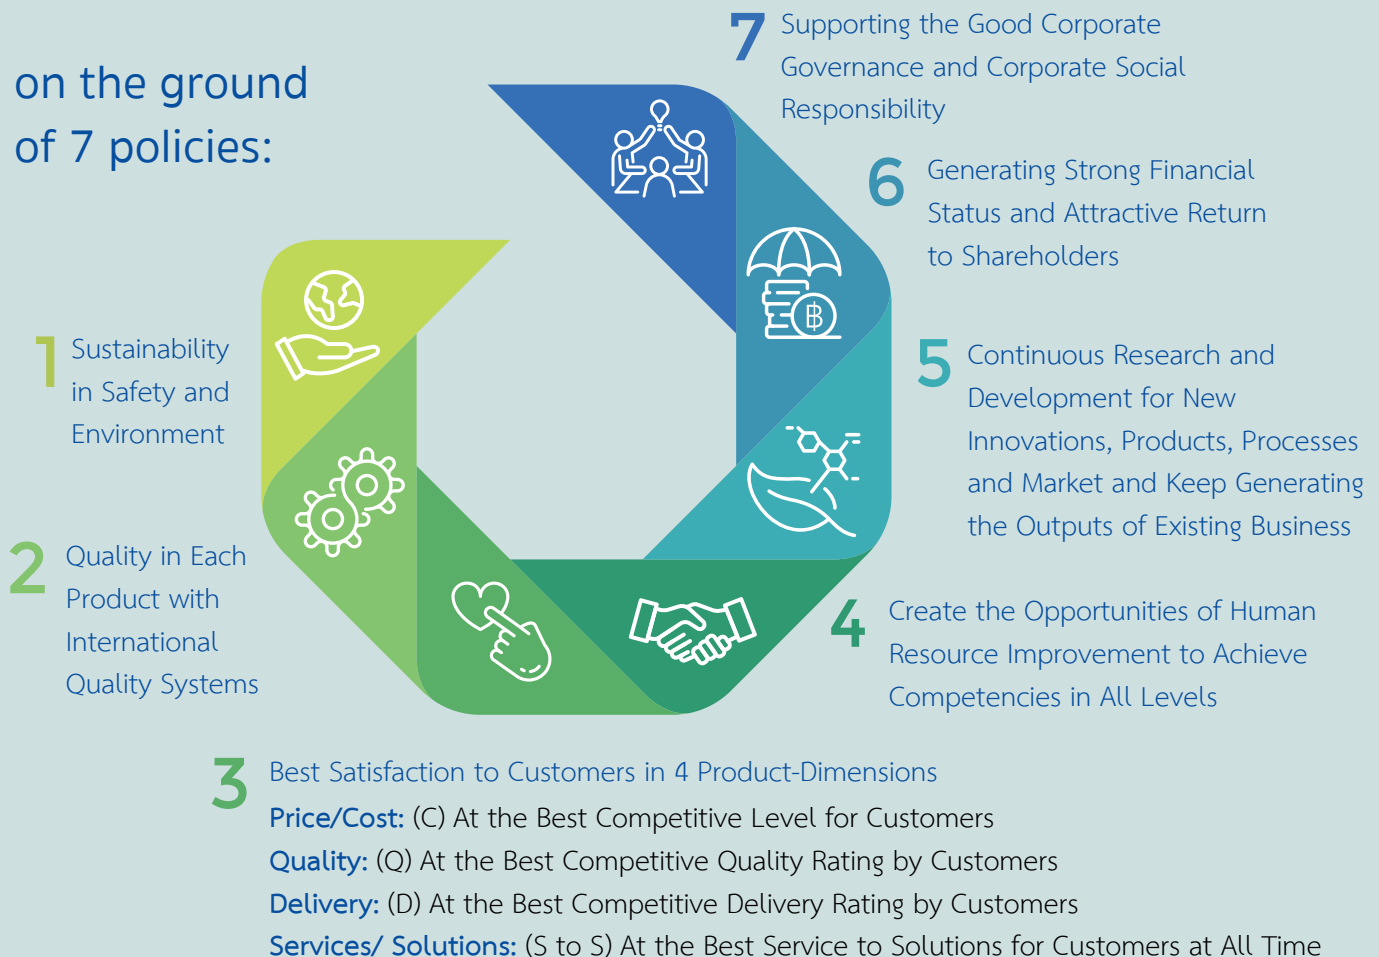 on the ground
of 7 policies:
1 Sustainability
in Safety and
Environment
2 Quality in Each
Product with
International
Quality Systems
3 Best Satisfaction to Customers in 4 Product-Dimensions
Price/Cost: (C) At the Best Competitive Level for Customers
Quality: (Q) At the Best Competitive Quality Rating by Customers
Delivery: (D) At the Best Competitive Delivery Rating by Customers
Services/ Solutions: (S to S) At the Best Service to Solutions for Customers at All Time
4 Create the Opportunities of Human
Resource Improvement to Achieve
Competencies in All Levels
5 Continuous Research and
Development for New
Innovations, Products, Processes
and Market and Keep Generating
the Outputs of Existing Business
6 Generating Strong Financial
Status and Attractive Return
to Shareholders
฿
7 Supporting the Good Corporate
Governance and Corporate Social
Responsibility